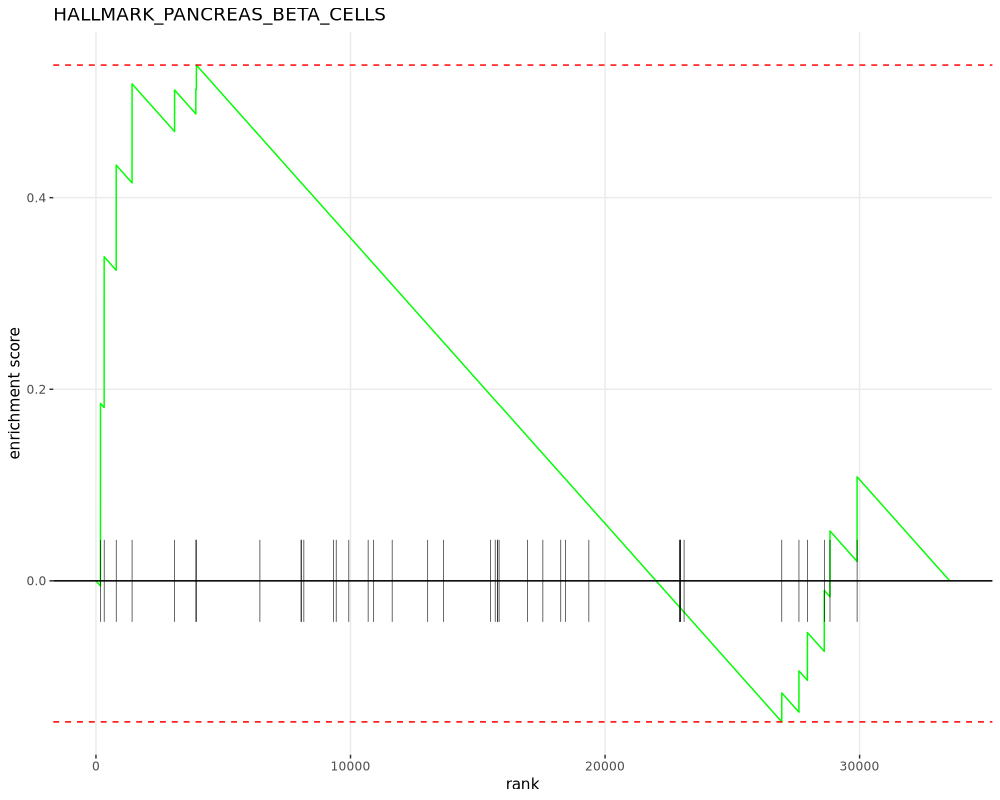 HALLMARK_PANCREAS_BETA_CELLS
enrichment score
0.4
0.2
0.0
0 10000 20000 30000
rank